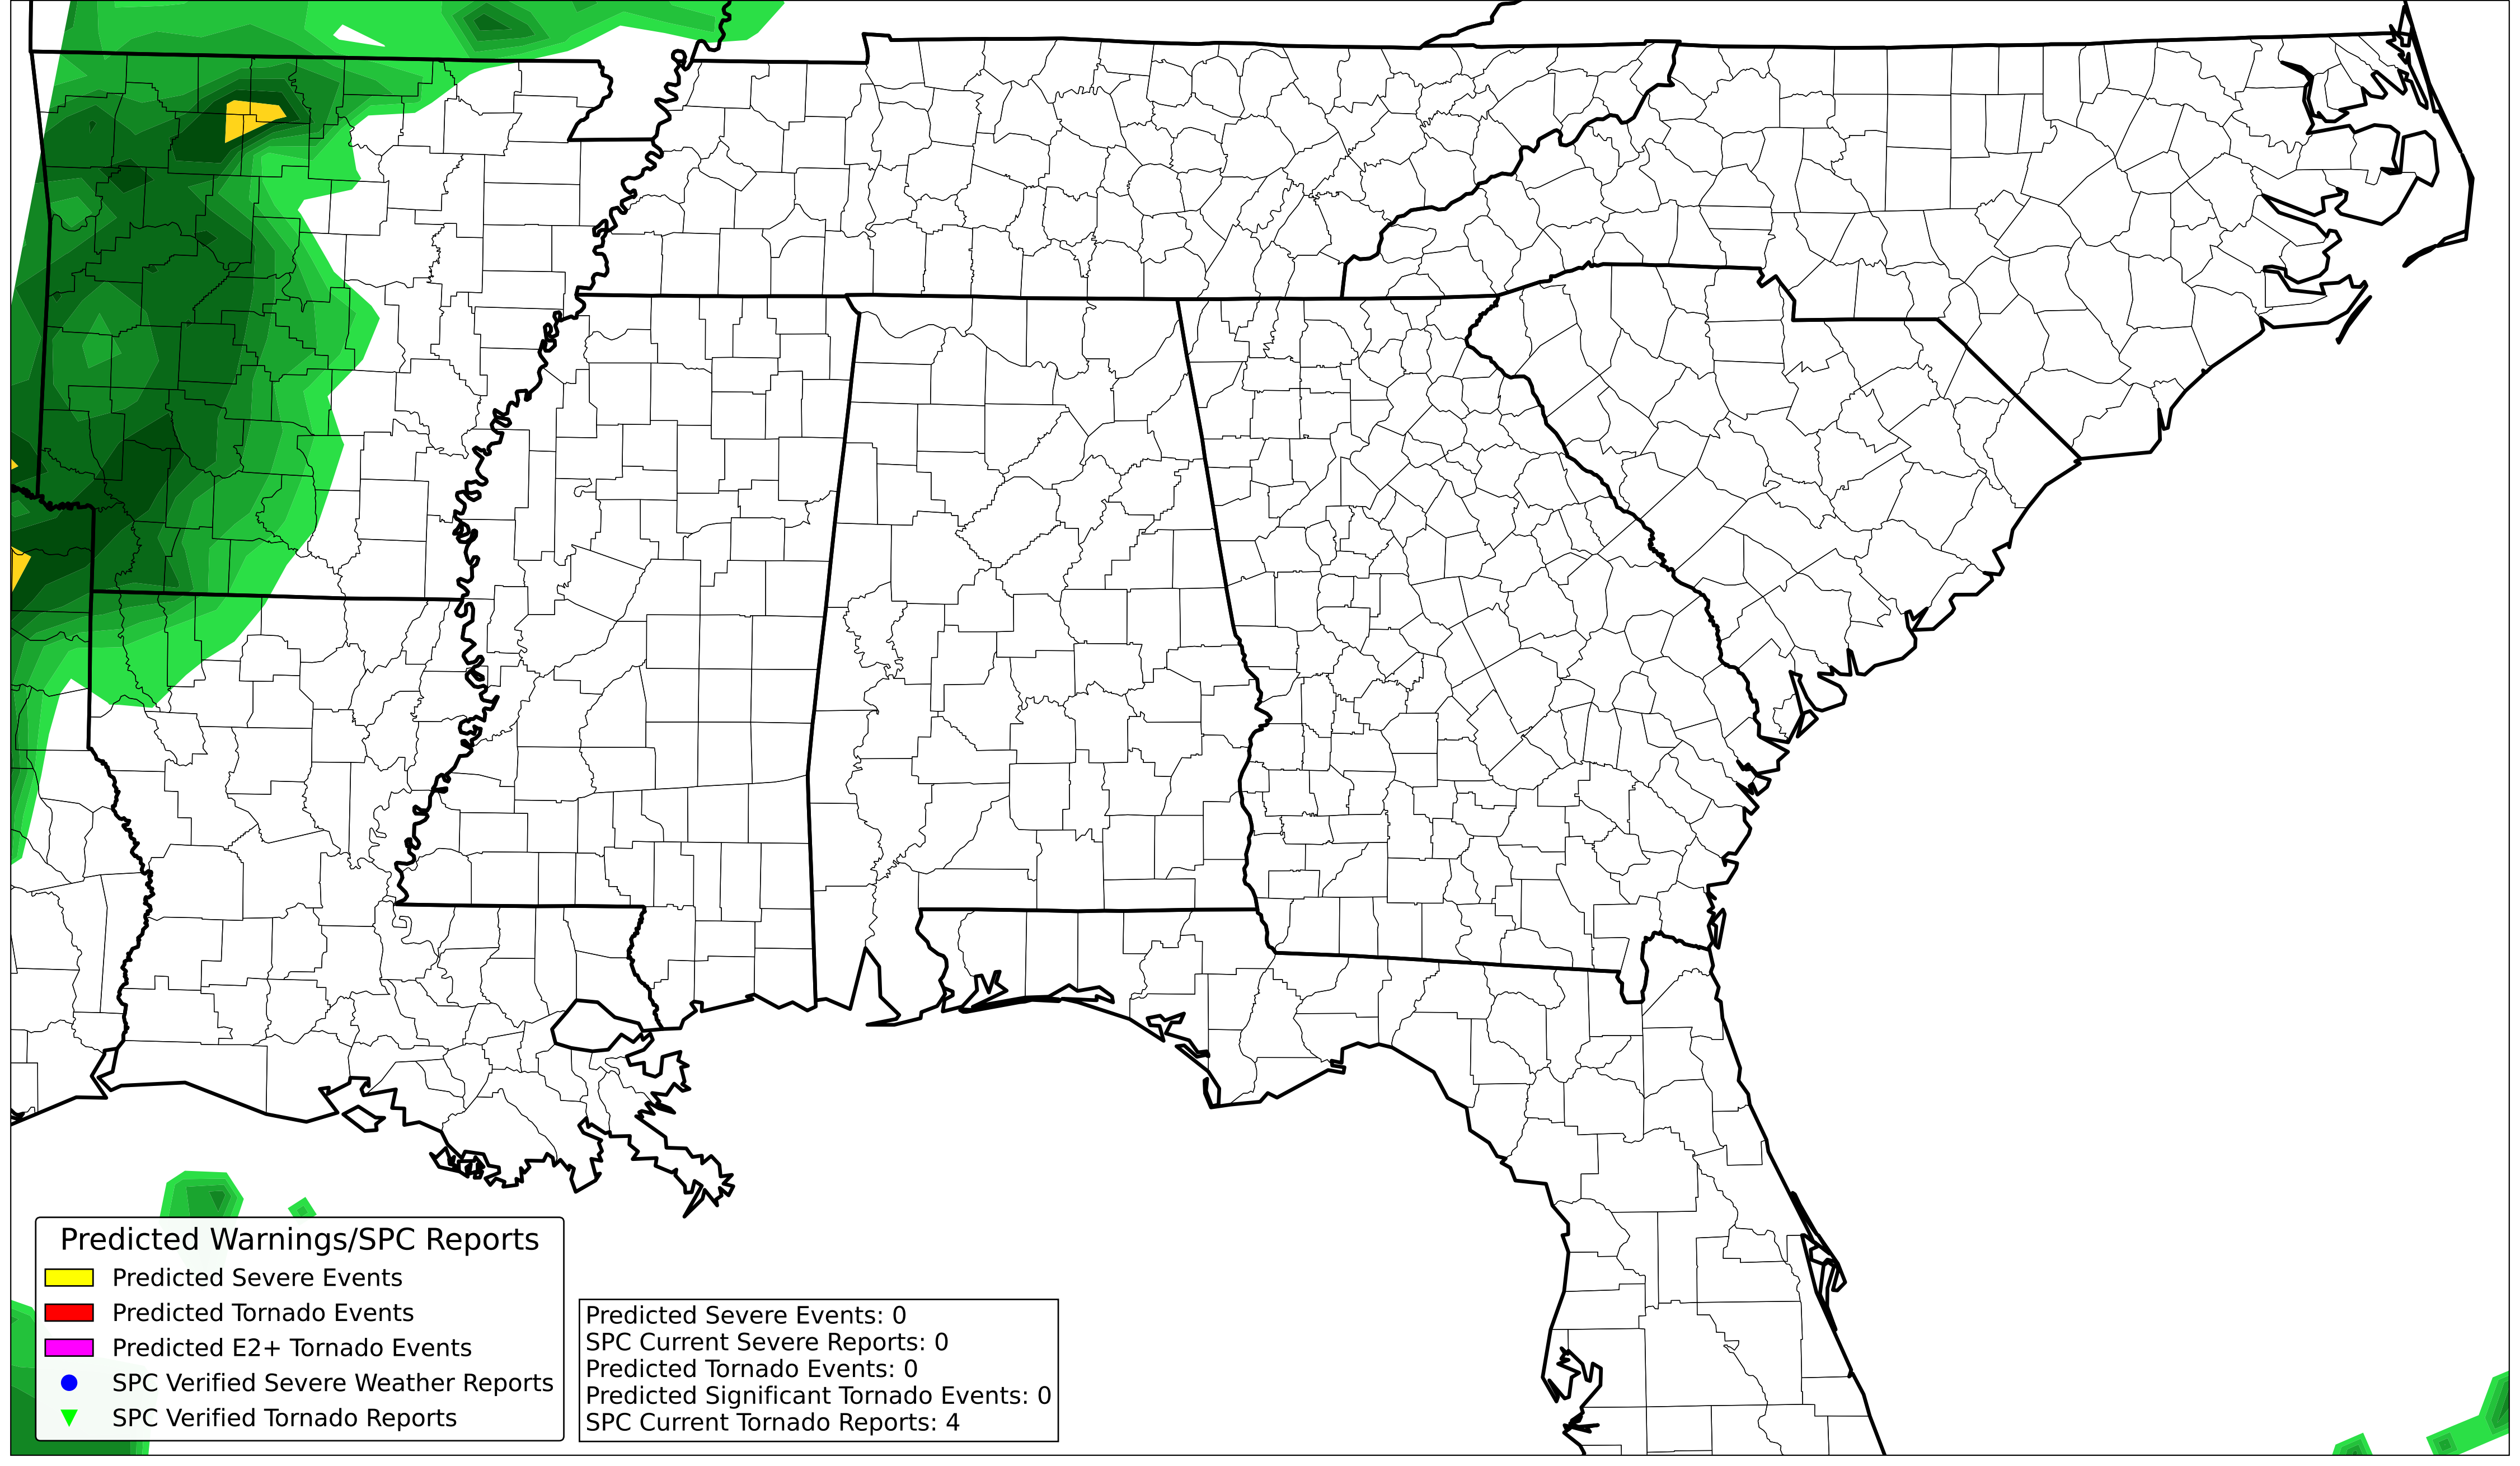 Predicted Warnings/SPC Reports
Predicted Severe Events
Predicted Tornado Events
Predicted E2+ Tornado Events
SPC Verified Severe Weather Reports
SPC Verified Tornado Reports
Predicted Severe Events: 0
SPC Current Severe Reports: 0
Predicted Tornado Events: 0
Predicted Significant Tornado Events: 0
SPC Current Tornado Reports: 4